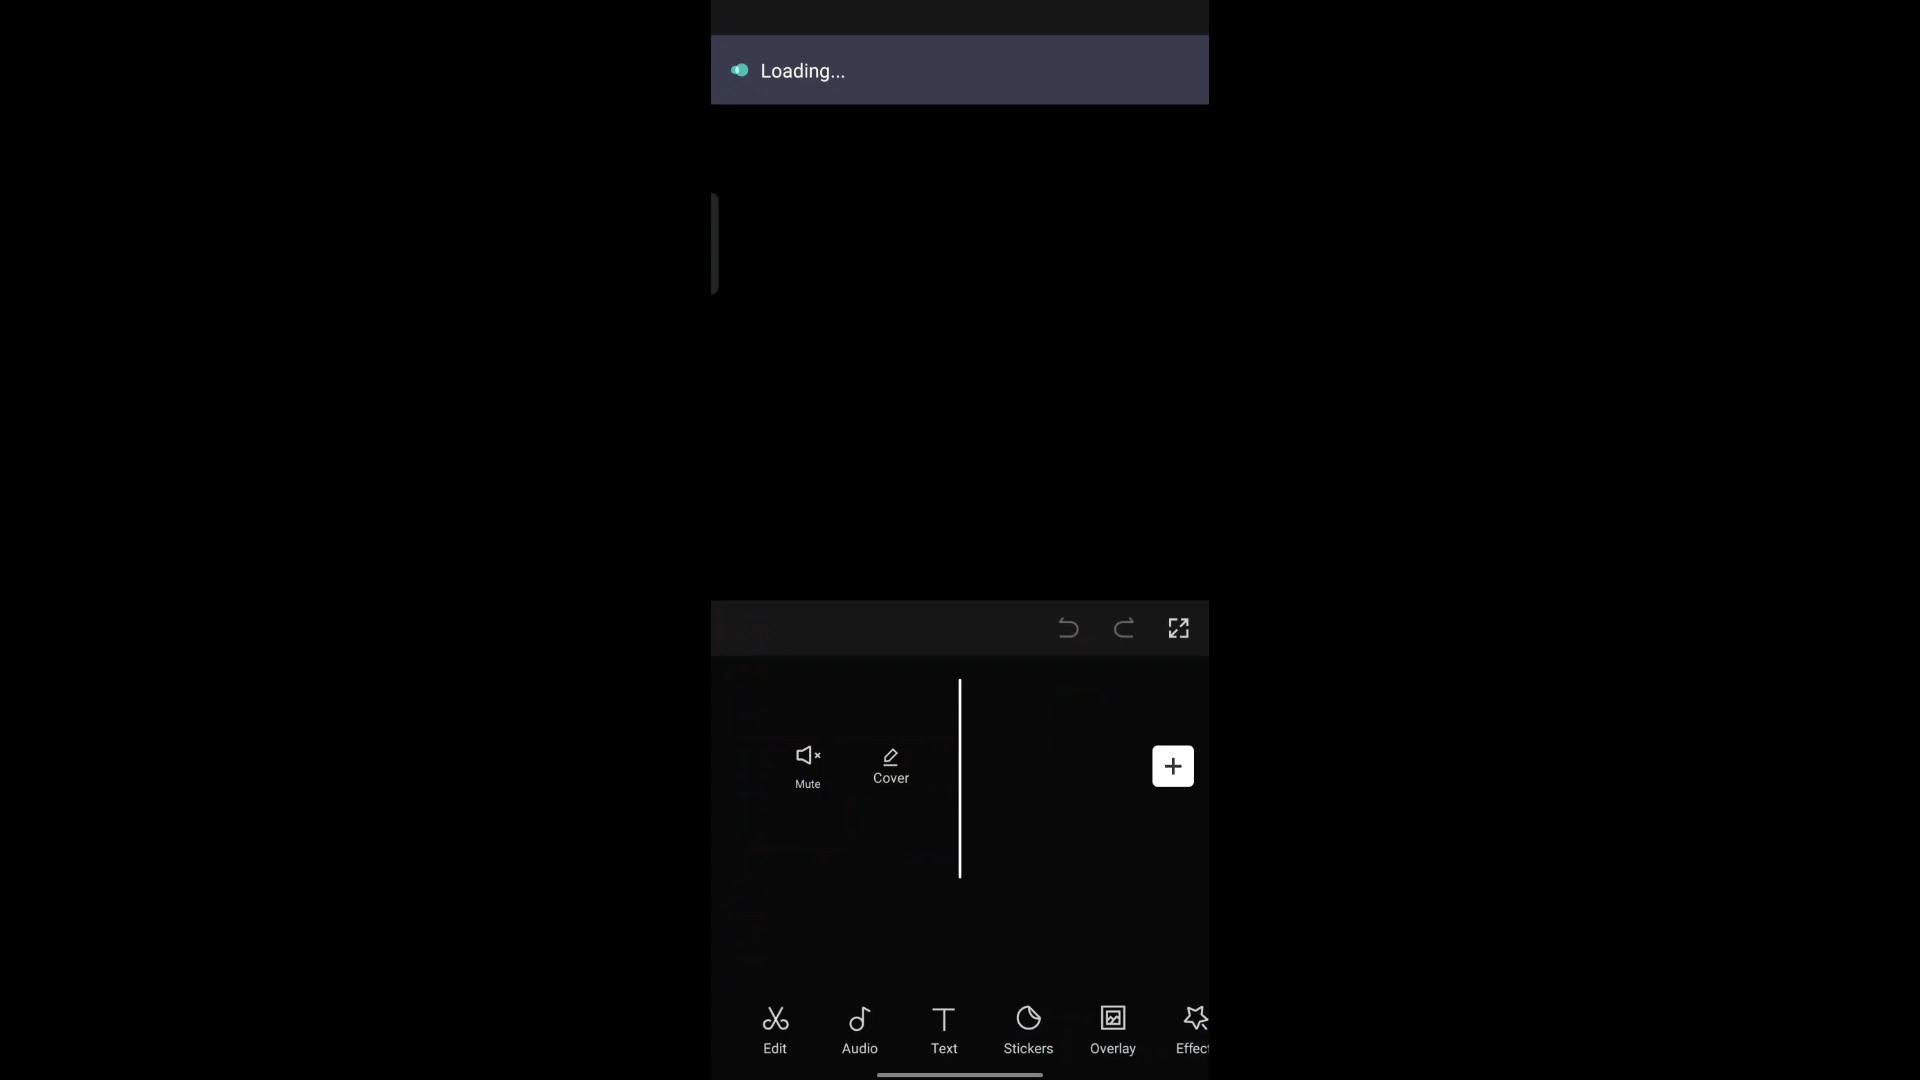 Loading...
Mute
Cover
Edit
Audio
Text
Stickers
Overlay
Effect